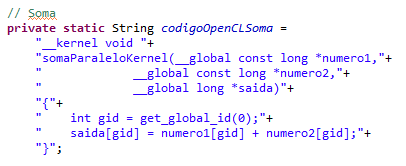 // Soma
private static String codigoOpenCLSoma =
    "__kernel void "+
    "somaParaleloKernel(__global const long *numero1,"+
    "            __global const long *numero2,"+
    "            __global long *saida)"+
    "{"+
    "    int gid = get_global_id(0);"+
    "    saida[gid] = numero1[gid] + numero2[gid];"+
    "}";